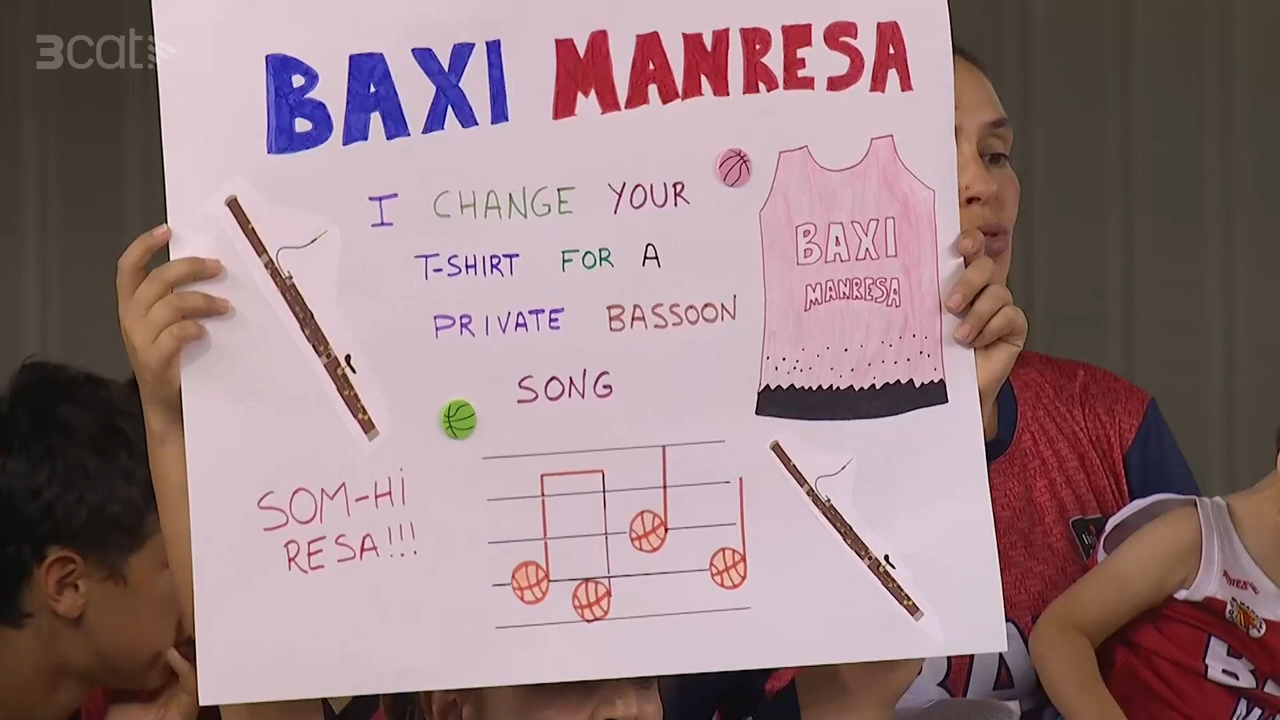 3cat
BAXI MANRESA
I CHANGE YOUR
T-SHIRT FOR A
PRIVATE BASSOON
SONG
BAXI
MANRESA
SOM-HI
RESA!!!